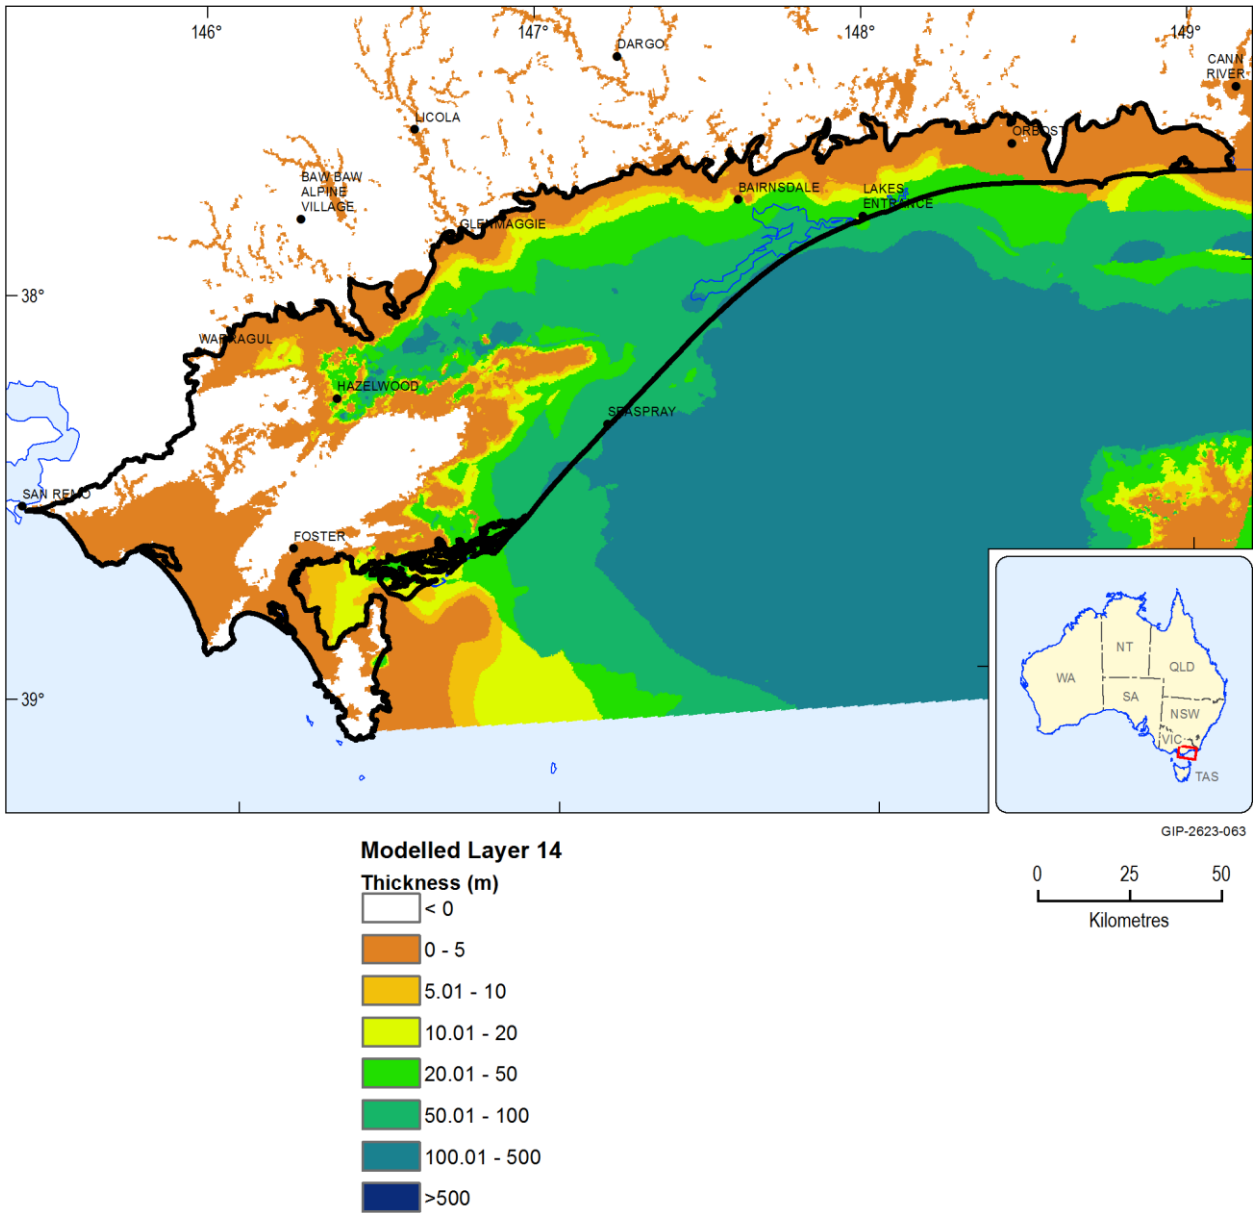 146°
147°
148°
149°
DARGO
CANN
RIVER
LICOLA
ORBOST
BAW BAW
ALPINE
VILLAGE
BAIRNSDALE
LAKES
ENTRANCE
GLENMAGGIE
38°
WARRAGUL
HAZELWOOD
SEASPRAY
SAN REMO
FOSTER
39°
NT
WA
QLD
SA
NSW
VIC
TAS
GIP-2623-063
Modelled Layer 14
Thickness (m)
< 0
0 - 5
5.01 - 10
10.01 - 20
20.01 - 50
50.01 - 100
100.01 - 500
>500
0 25 50
Kilometres